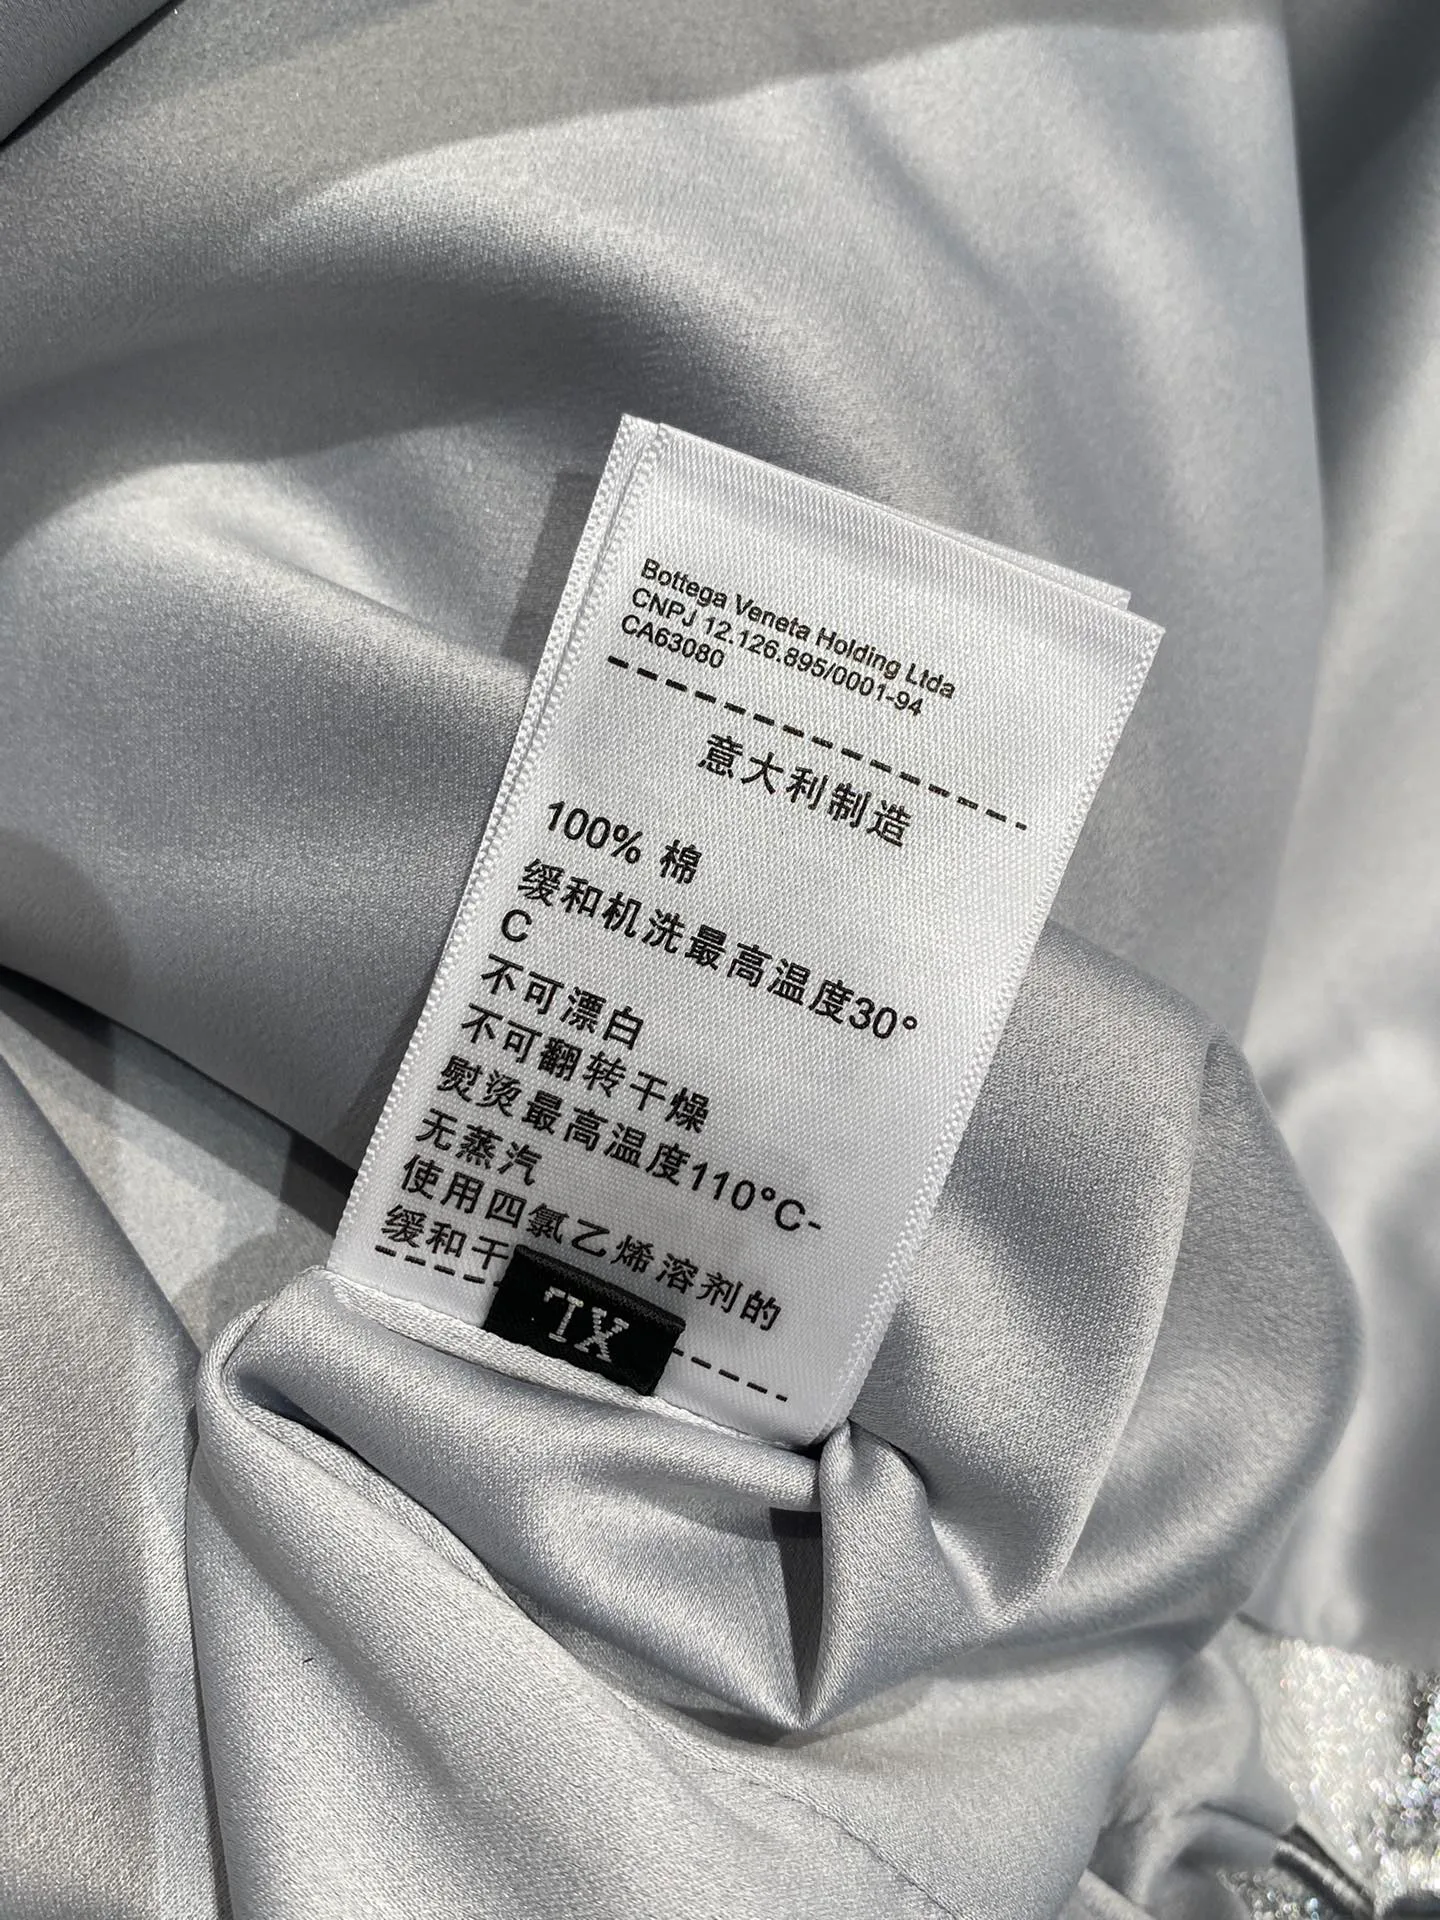 Bottega Veneta Holding Ltda
CNPJ 12.126.895/0001-94
CA63080
意大利制造
100% 棉
缓和机洗最高温度30°
C
不可漂白
不可翻转干燥
熨烫最高温度110°C-
无蒸汽
使用四氯乙烯溶剂的
缓和干
XL